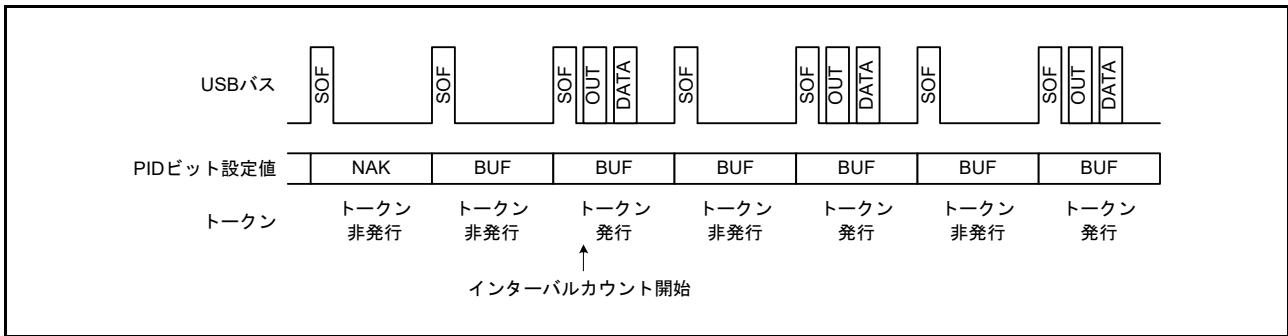 USBバス
SOF
SOF
SOF
OUT
DATA
SOF
SOF
OUT
DATA
SOF
SOF
OUT
DATA
PIDビット設定値
NAK
BUF
BUF
BUF
BUF
BUF
BUF
トークン
トークン
非発行
トークン
非発行
トークン
発行
トークン
非発行
トークン
発行
トークン
非発行
トークン
発行
インターバルカウント開始